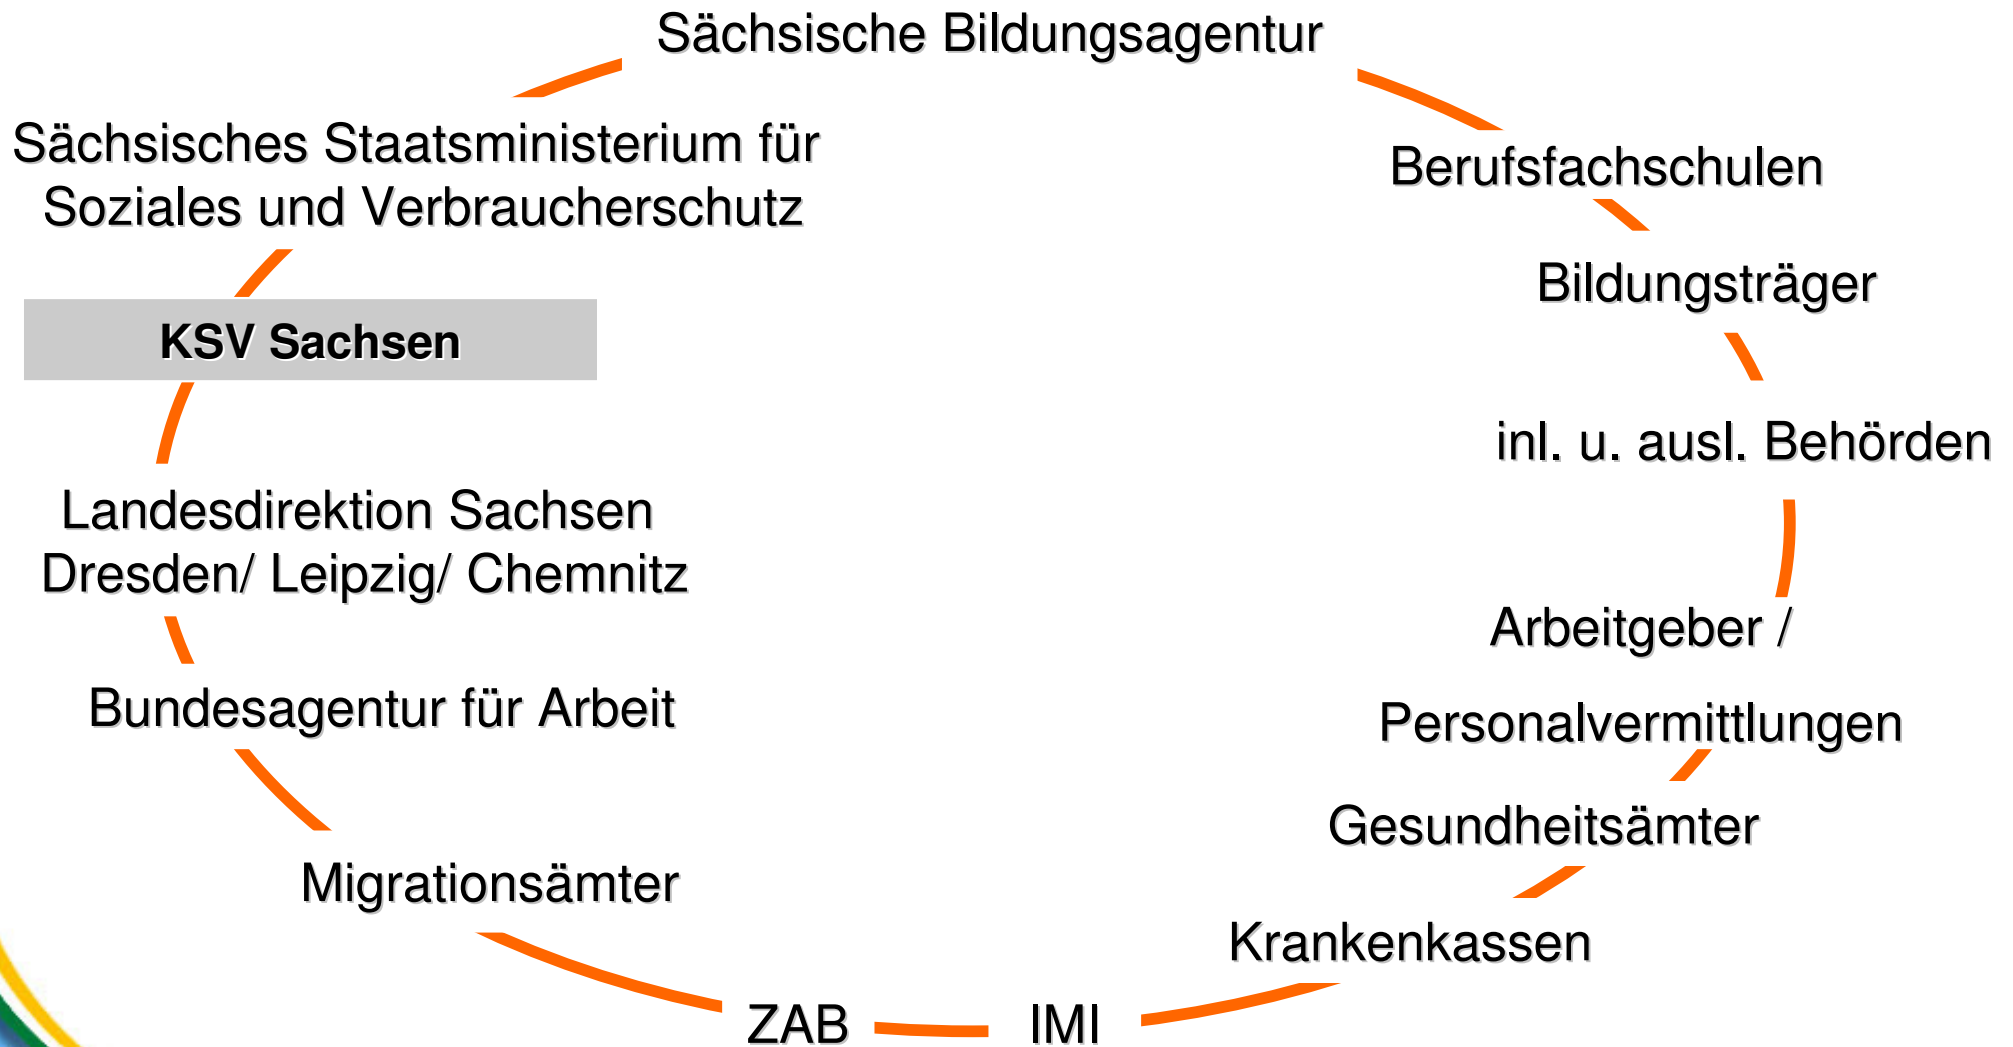 Sächsische Bildungsagentur
Sächsisches Staatsministerium für
Soziales und Verbraucherschutz
Berufsfachschulen
Bildungsträger
KSV Sachsen
inl. u. ausl. Behörden
Landesdirektion Sachsen
Dresden/ Leipzig/ Chemnitz
Arbeitgeber /
Personalvermittlungen
Bundesagentur für Arbeit
Gesundheitsämter
Migrationsämter
Krankenkassen
ZAB
IMI